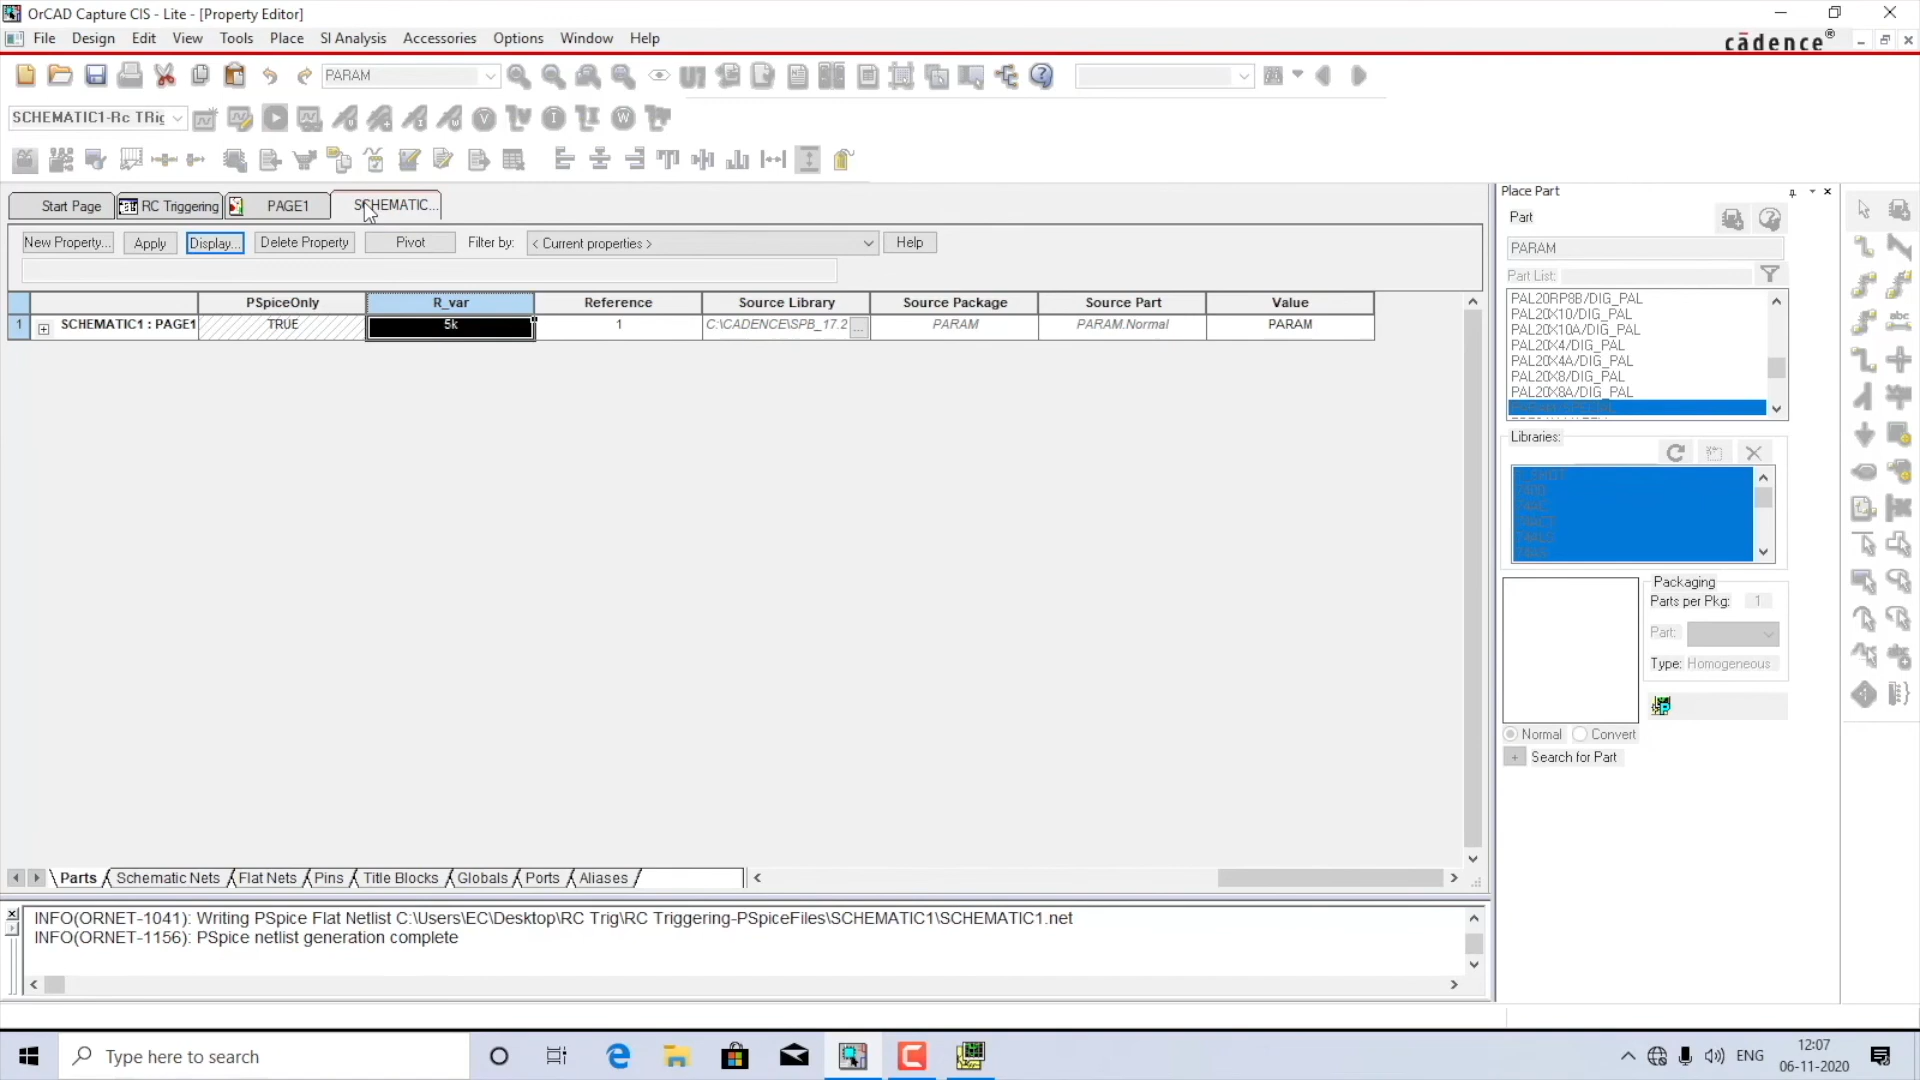 OrCAD Capture CIS - Lite - [Property Editor]
File Design Edit View Tools Place SI Analysis Accessories Options Window Help
cādence®
PARAM
SCHEMATIC1-Rc TRig
Start Page RC Triggering PAGE1 SCHEMATIC...
New Property... Apply Display... Delete Property Pivot Filter by: < Current properties > Help
PSpiceOnly R_var Reference Source Library Source Package Source Part Value
1 SCHEMATIC1 : PAGE1 TRUE 5k 1 C:\CADENCE\SPB_17.2 ... PARAM PARAM.Normal PARAM
Parts Schematic Nets Flat Nets Pins Title Blocks Globals Ports Aliases
INFO(ORNET-1041): Writing PSpice Flat Netlist C:\Users\EC\Desktop\RC Trig\RC Triggering-PSpiceFiles\SCHEMATIC1\SCHEMATIC1.net
INFO(ORNET-1156): PSpice netlist generation complete
Place Part
Part
PARAM
Part List:
PAL20RP8B/DIG_PAL
PAL20X10/DIG_PAL
PAL20X10A/DIG_PAL
PAL20X4/DIG_PAL
PAL20X4A/DIG_PAL
PAL20X8/DIG_PAL
PAL20X8A/DIG_PAL
Libraries:
Packaging
Parts per Pkg: 1
Part:
Type: Homogeneous
Normal Convert
+ Search for Part
Type here to search
ENG
12:07
06-11-2020